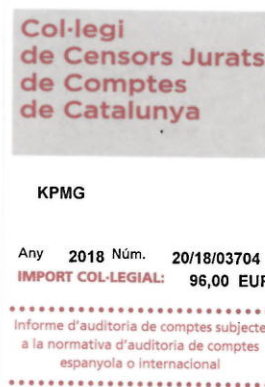 Col·legi
de Censors Jurats
de Comptes
de Catalunya
KPMG
Any 2018 Núm. 20/18/03704
IMPORT COL·LEGIAL: 96,00 EUR
Informe d'auditoria de comptes subjecte
a la normativa d'auditoria de comptes
espanyola o internacional